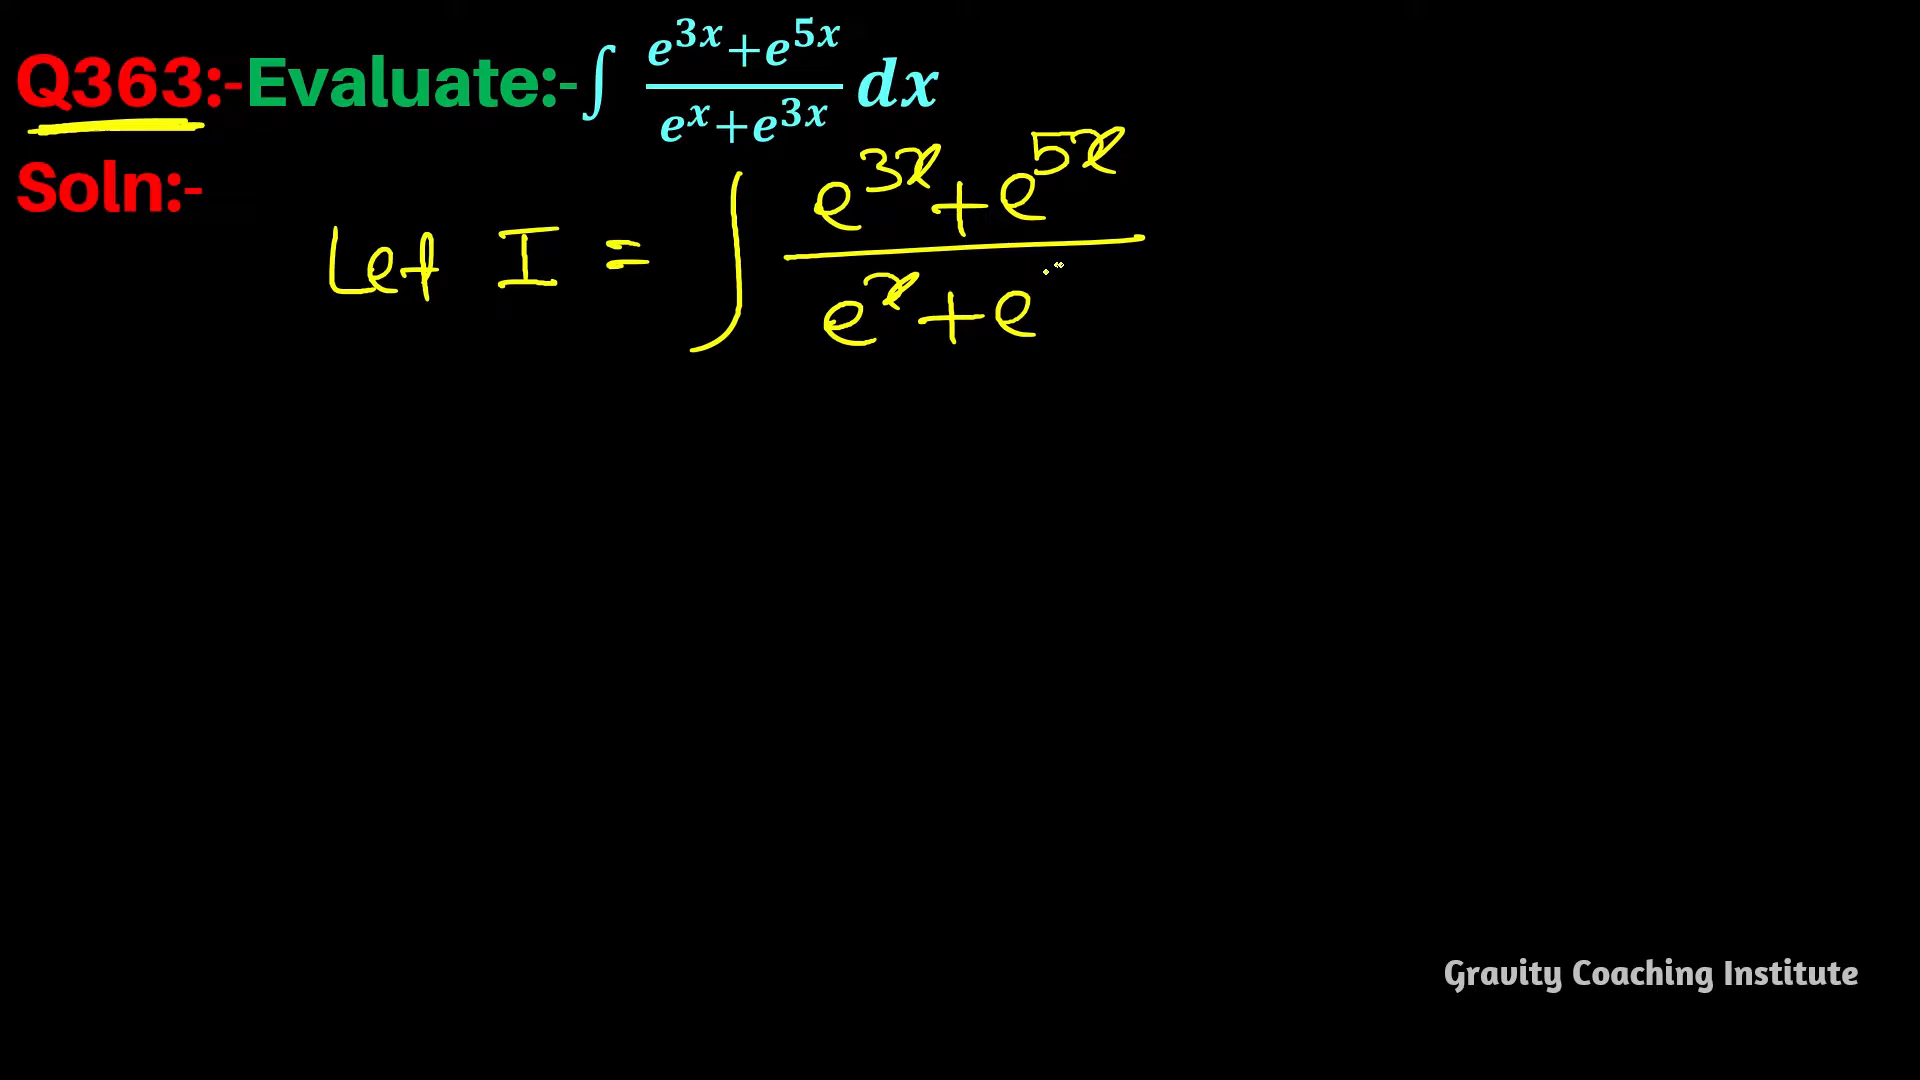 Q363:-Evaluate:-∫ (e^{3x}+e^{5x})/(e^{x}+e^{3x}) dx
Soln:-
Let I = ∫ (e^{3x}+e^{5x})/(e^{x}+e
Gravity Coaching Institute